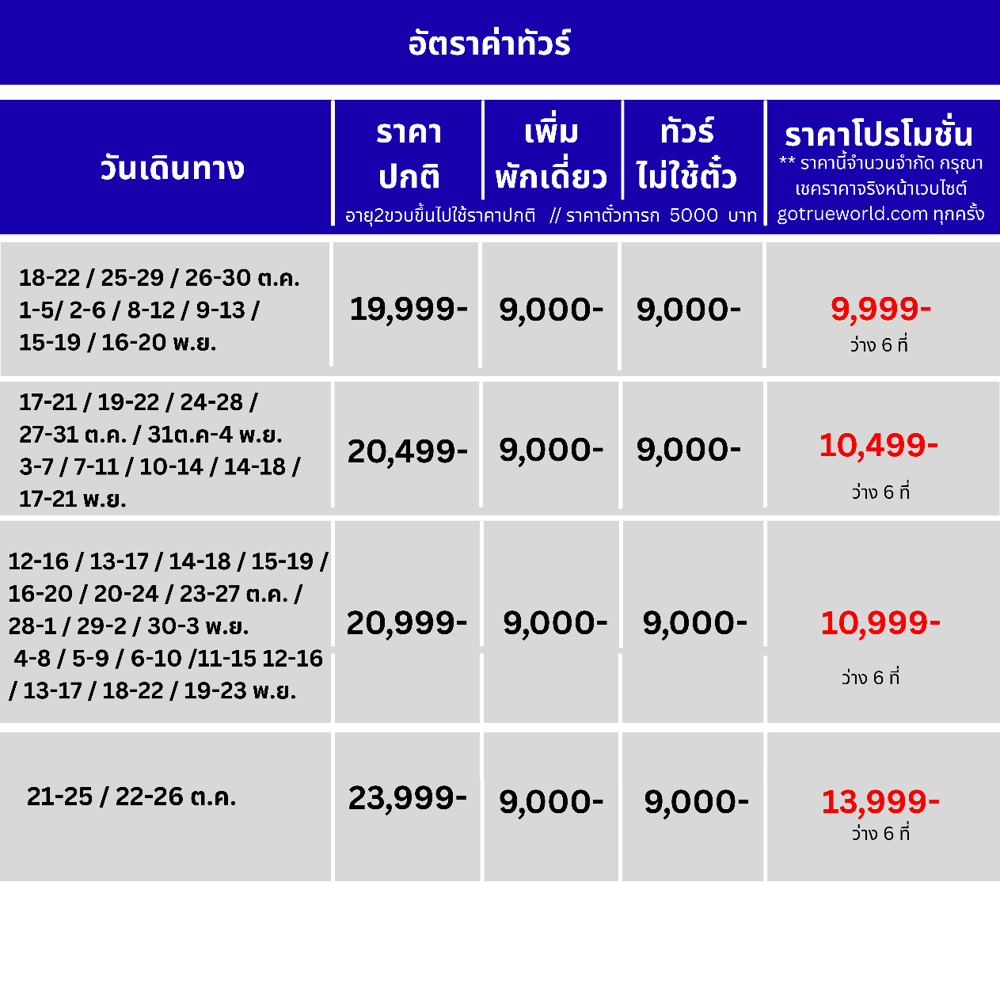 อัตราค่าทัวร์
วันเดินทาง
ราคา
ปกติ
เพิ่ม
พักเดี่ยว
ทัวร์
ไม่ใช้ตั๋ว
อายุ2ขวบขึ้นไปใช้ราคาปกติ // ราคาตั๋วทารก 5000 บาท
ราคาโปรโมชั่น
** ราคานี้จำนวนจำกัด กรุณา
เชคราคาจริงหน้าเวบไซต์
gotrueworld.com ทุกครั้ง
18-22 / 25-29 / 26-30 ต.ค.
1-5/ 2-6 / 8-12 / 9-13 /
15-19 / 16-20 พ.ย.
19,999-
9,000-
9,000-
9,999-
ว่าง 6 ที่
17-21 / 19-22 / 24-28 /
27-31 ต.ค. / 31ต.ค-4 พ.ย.
3-7 / 7-11 / 10-14 / 14-18 /
17-21 พ.ย.
20,499-
9,000-
9,000-
10,499-
ว่าง 6 ที่
12-16 / 13-17 / 14-18 / 15-19 /
16-20 / 20-24 / 23-27 ต.ค. /
28-1 / 29-2 / 30-3 พ.ย.
4-8 / 5-9 / 6-10 /11-15 12-16
/ 13-17 / 18-22 / 19-23 พ.ย.
20,999-
9,000-
9,000-
10,999-
ว่าง 6 ที่
21-25 / 22-26 ต.ค.
23,999-
9,000-
9,000-
13,999-
ว่าง 6 ที่